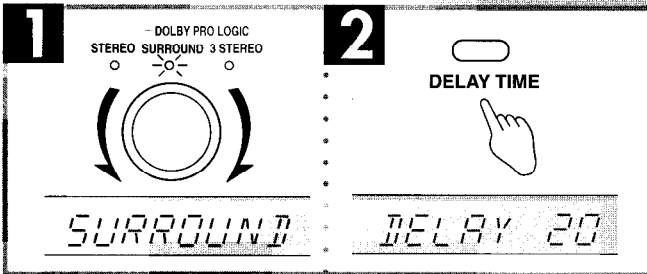 1
DOLBY PRO LOGIC
STEREO SURROUND 3 STEREO
SURROUND
2
DELAY TIME
DELAY 20